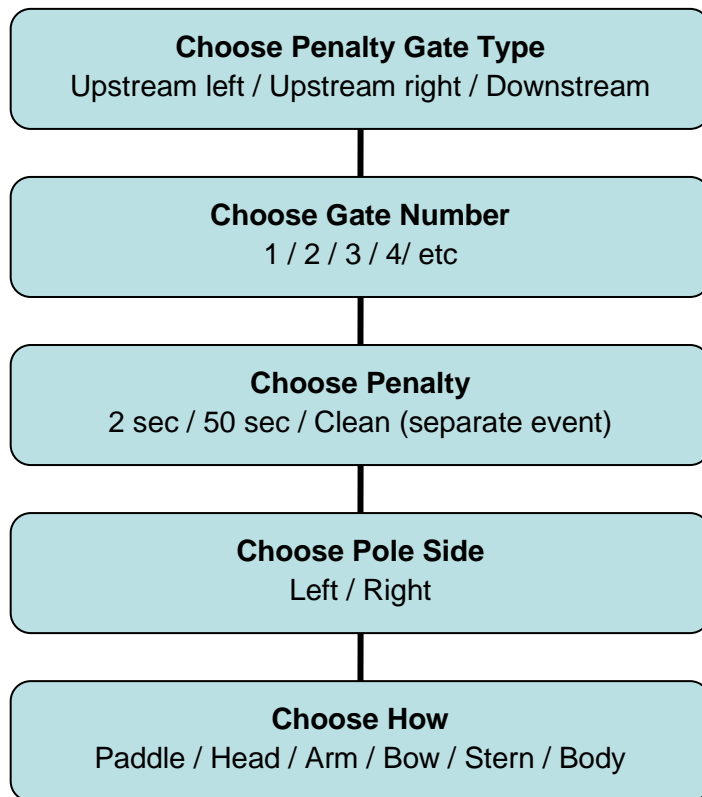 Choose Penalty Gate Type
Upstream left / Upstream right / Downstream
Choose Gate Number
1 / 2 / 3 / 4/ etc
Choose Penalty
2 sec / 50 sec / Clean (separate event)
Choose Pole Side
Left / Right
Choose How
Paddle / Head / Arm / Bow / Stern / Body